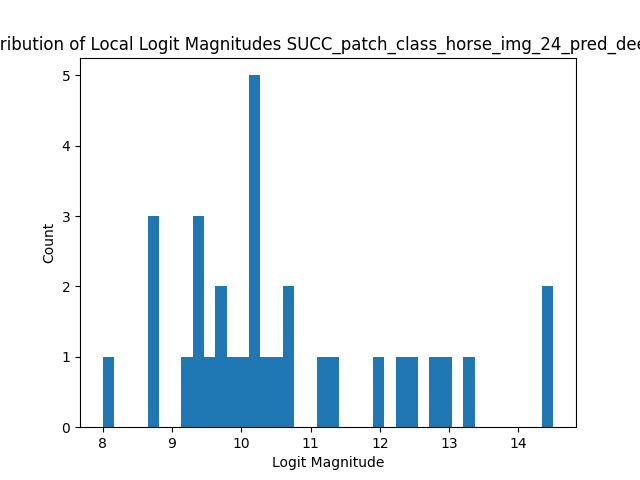 ribution of Local Logit Magnitudes SUCC_patch_class_horse_img_24_pred_dee
5
4
3
2
1
0
Count
8 9 10 11 12 13 14
Logit Magnitude